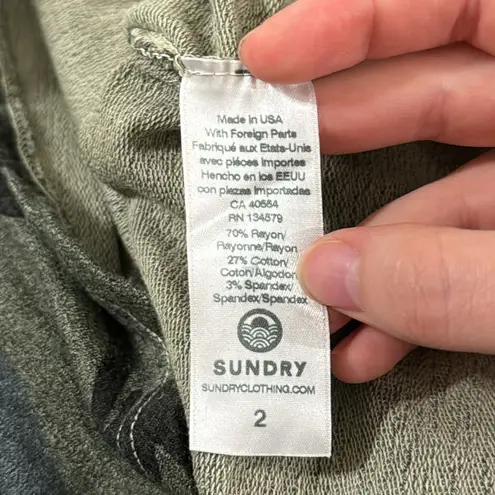 Made in USA
With Foreign Parts
Fabriqué aux Etats-Unis
avec pièces importes
Hencho en los EEUU
con piezas importadas
CA 40554
RN 134579
70% Rayon/
Rayonne/Rayon
27% Cotton/
Coton/Algodon
3% Spandex/
Spandex/Spandex
SUNDRY
SUNDRYCLOTHING.COM
2